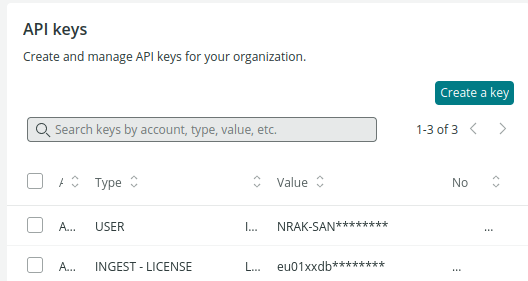 API keys
Create and manage API keys for your organization.
Create a key
Search keys by account, type, value, etc.
1-3 of 3
A Type Value No
A... USER I... NRAK-SAN******** ...
A... INGEST - LICENSE L... eu01xxdb******** ...